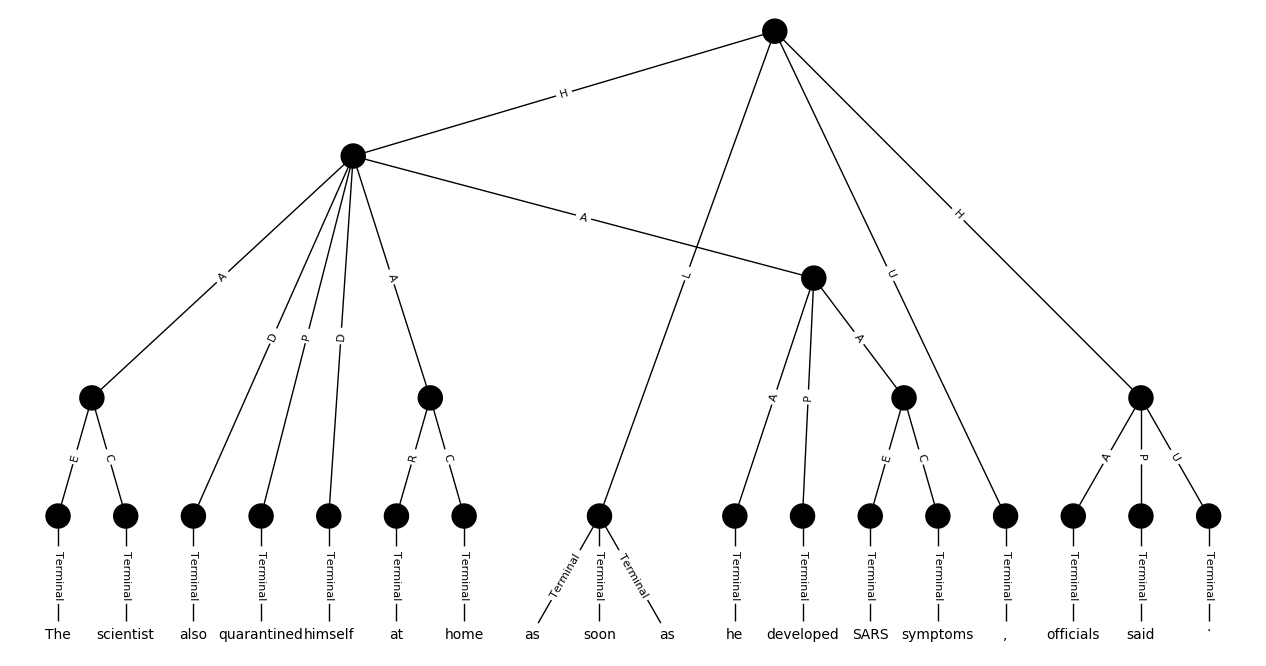 H
H
A
L
U
A
A
D
P
D
A
A
P
E
C
R
C
E
C
A
P
U
Terminal Terminal Terminal Terminal Terminal Terminal Terminal Terminal Terminal Terminal Terminal Terminal Terminal Terminal Terminal Terminal Terminal Terminal
The scientist also quarantined himself at home as soon as he developed SARS symptoms , officials said .